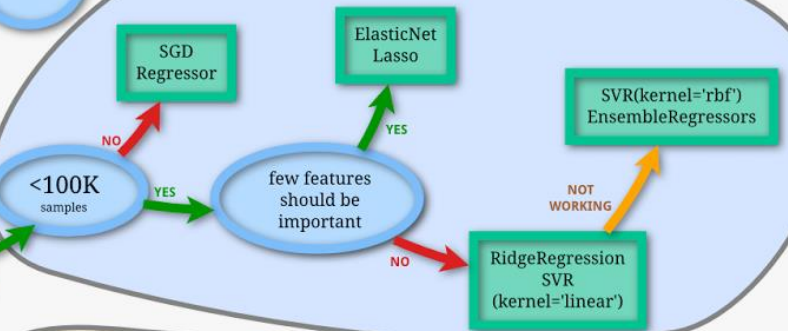 SGD
Regressor
ElasticNet
Lasso
SVR(kernel='rbf')
EnsembleRegressors
NO
YES
<100K
samples
YES
few features
should be
important
NOT
WORKING
NO
RidgeRegression
SVR
(kernel='linear')